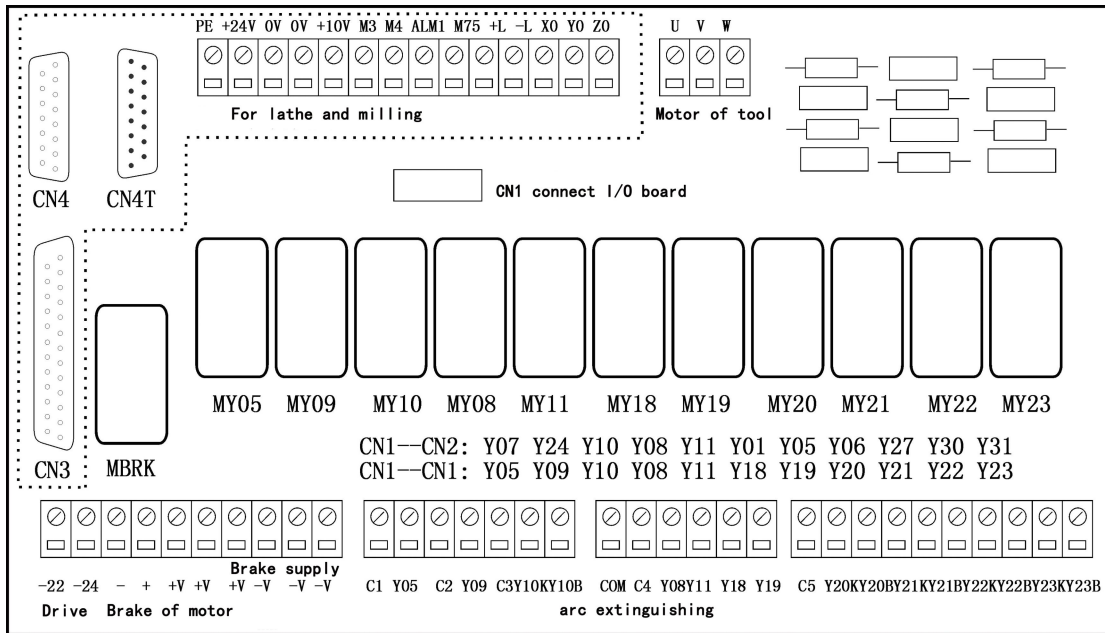 PE +24V 0V 0V +10V M3 M4 ALM1 M75 +L -L X0 Y0 Z0
U V W
For lathe and milling
Motor of tool
CN4
CN4T
CN1 connect I/O board
MY05 MY09 MY10 MY08 MY11 MY18 MY19 MY20 MY21 MY22 MY23
CN1--CN2: Y07 Y24 Y10 Y08 Y11 Y01 Y05 Y06 Y27 Y30 Y31
CN3
MBRK
CN1--CN1: Y05 Y09 Y10 Y08 Y11 Y18 Y19 Y20 Y21 Y22 Y23
Brake supply
-22 -24 - + +V +V +V -V -V -V
C1 Y05 C2 Y09 C3Y10KY10B
COM C4 Y08Y11 Y18 Y19
C5 Y20KY20BY21KY21BY22KY22BY23KY23B
Drive
Brake of motor
arc extinguishing